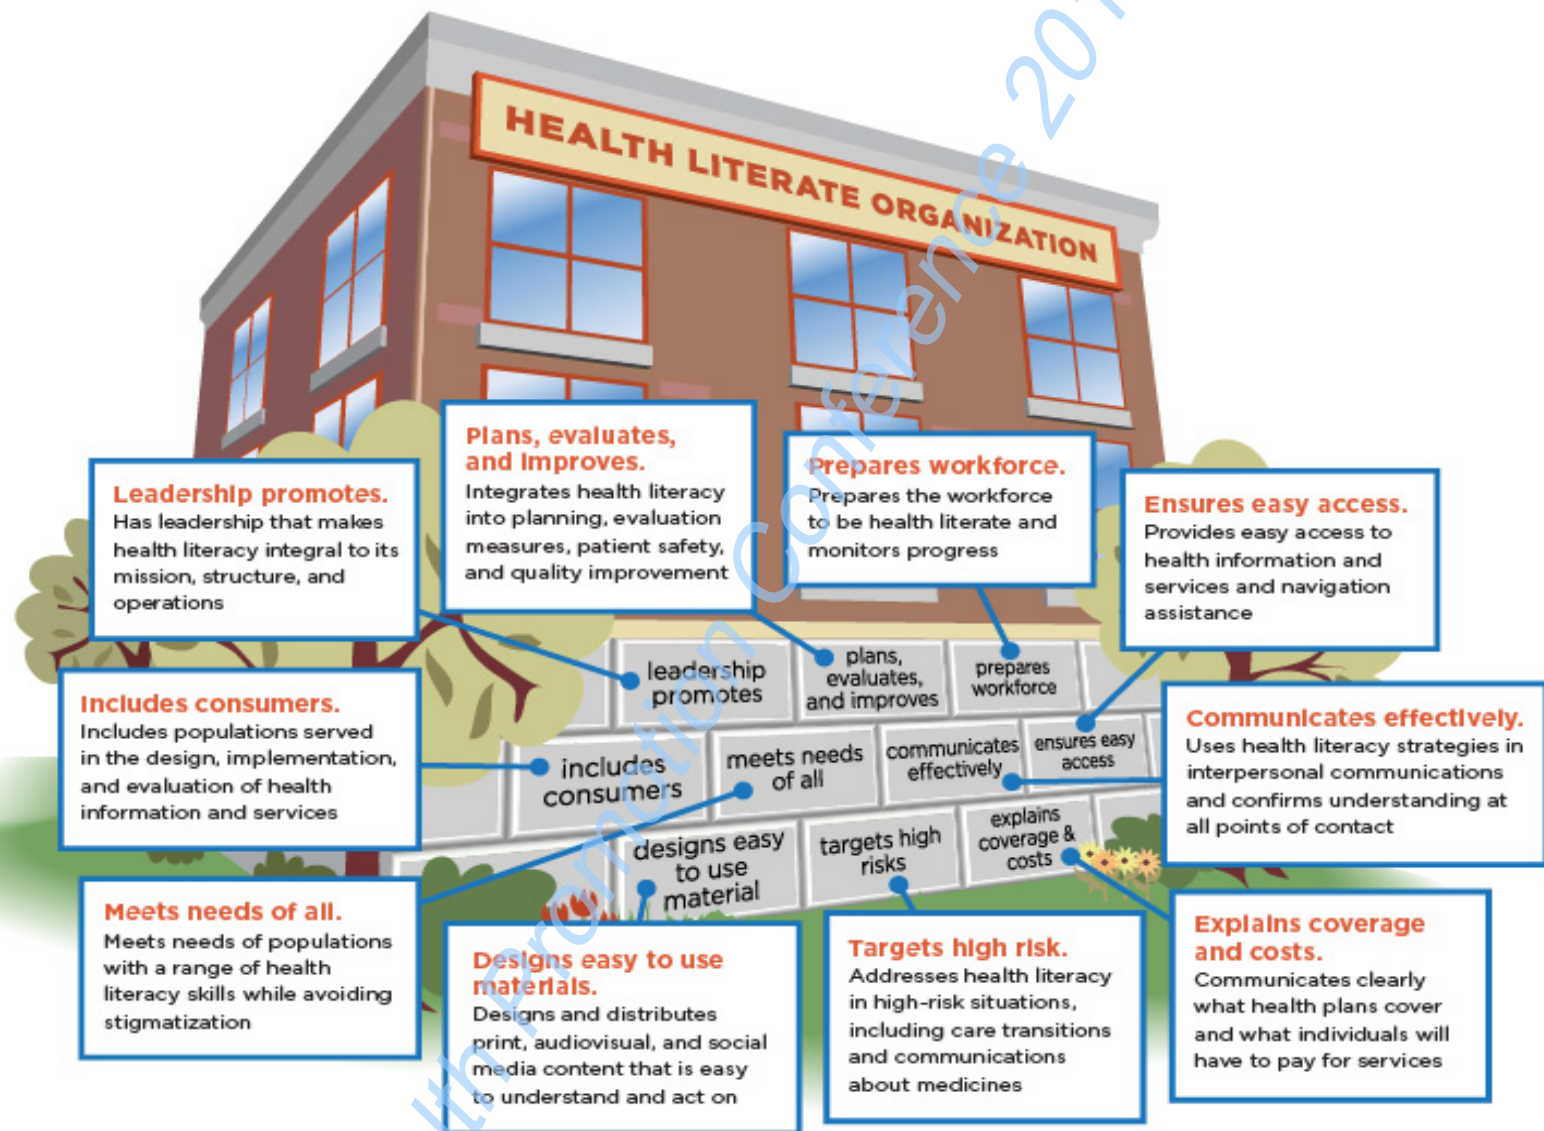 HEALTH LITERATE ORGANIZATION
Leadership promotes.
Has leadership that makes
health literacy integral to its
mission, structure, and
operations
Plans, evaluates,
and improves.
Integrates health literacy
into planning, evaluation
measures, patient safety,
and quality improvement
Prepares workforce.
Prepares the workforce
to be health literate and
monitors progress
Ensures easy access.
Provides easy access to
health information and
services and navigation
assistance
Includes consumers.
Includes populations served
in the design, implementation,
and evaluation of health
information and services
leadership
promotes
plans,
evaluates,
and improves
prepares
workforce
includes
consumers
meets needs
of all
communicates
effectively
ensures easy
access
designs easy
to use
material
targets high
risks
explains
coverage &
costs
Communicates effectively.
Uses health literacy strategies in
interpersonal communications
and confirms understanding at
all points of contact
Meets needs of all.
Meets needs of populations
with a range of health
literacy skills while avoiding
stigmatization
Designs easy to use
materials.
Designs and distributes
print, audiovisual, and social
media content that is easy
to understand and act on
Targets high risk.
Addresses health literacy
in high-risk situations,
including care transitions
and communications
about medicines
Explains coverage
and costs.
Communicates clearly
what health plans cover
and what individuals will
have to pay for services
Promotion Conference